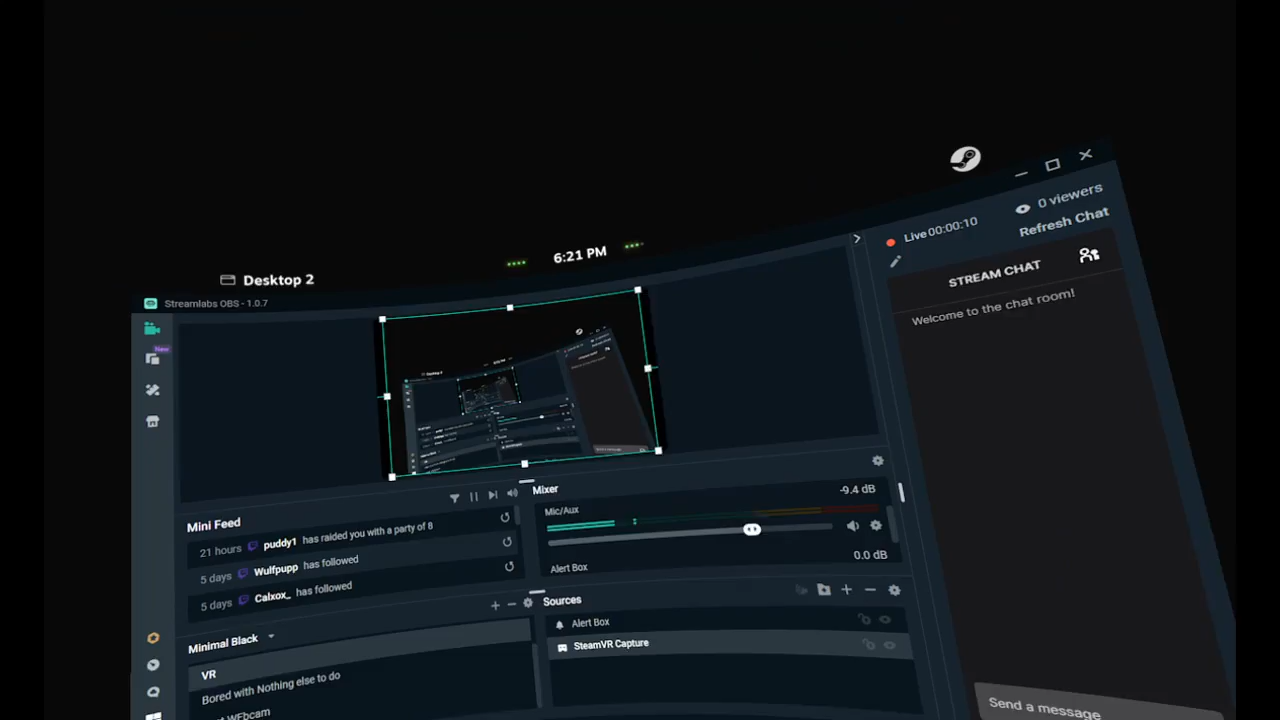 Desktop 2
6:21 PM
Streamlabs OBS - 1.0.7
Live 00:00:10
0 viewers
Refresh Chat
STREAM CHAT
Welcome to the chat room!
New
Mini Feed
21 hours puddy1 has raided you with a party of 8
5 days Wulfpupp has followed
5 days Calxox_ has followed
Mixer
-9.4 dB
Mic/Aux
0.0 dB
Alert Box
Minimal Black
VR
Bored with Nothing else to do
Sources
Alert Box
SteamVR Capture
Send a message